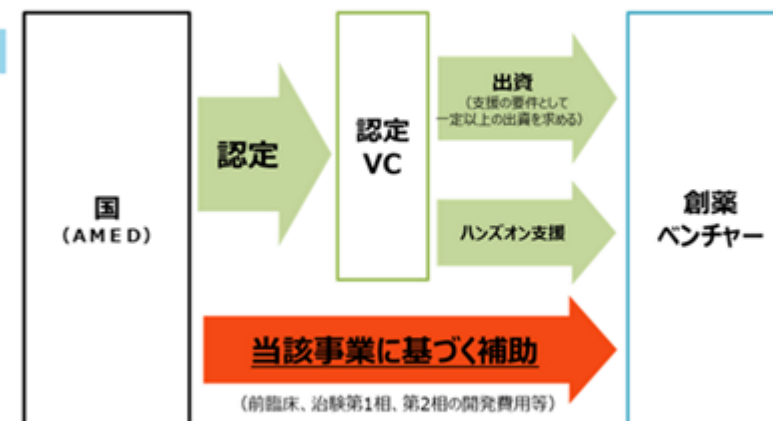 国
(AMED)
認定
認定
VC
出資
(支援の要件として
一定以上の出資を求める)
ハンズオン支援
創薬
ベンチャー
当該事業に基づく補助
(前臨床、治験第1相、第2相の開発費用等)